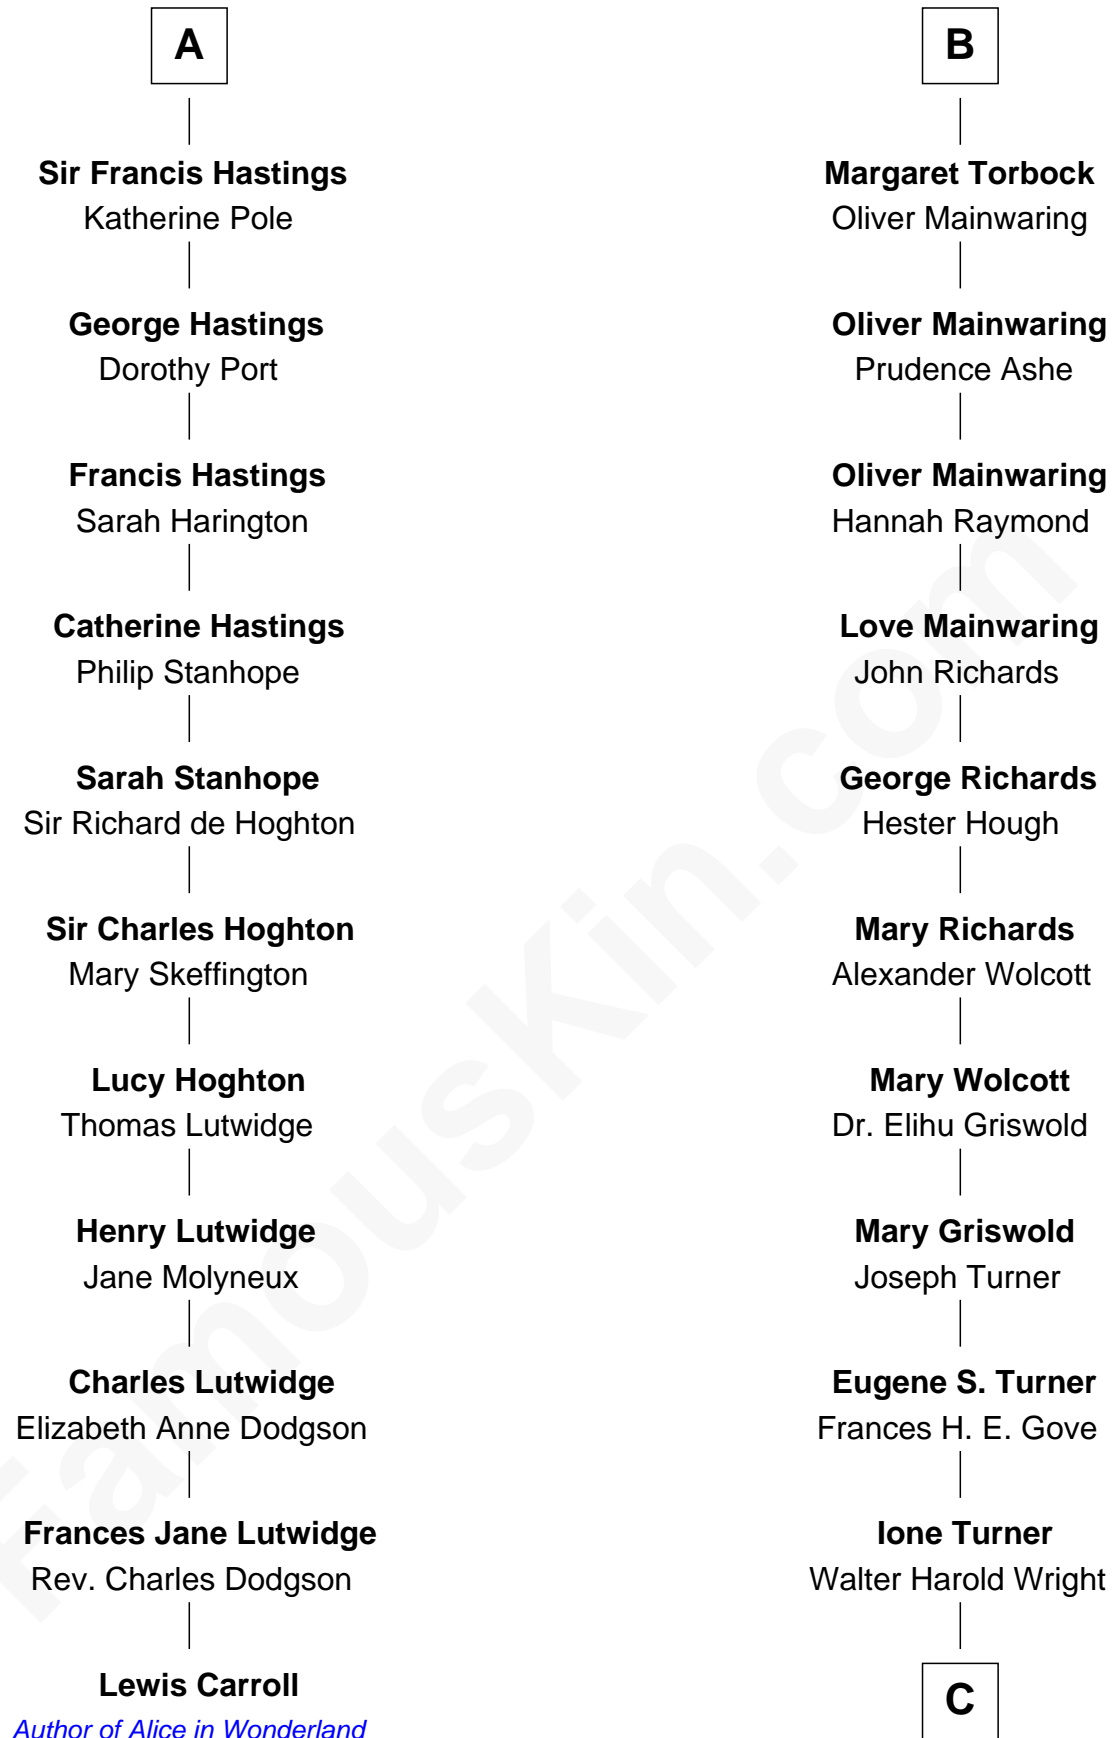 A
Sir Francis Hastings
Katherine Pole
George Hastings
Dorothy Port
Francis Hastings
Sarah Harington
Catherine Hastings
Philip Stanhope
Sarah Stanhope
Sir Richard de Hoghton
Sir Charles Hoghton
Mary Skeffington
Lucy Hoghton
Thomas Lutwidge
Henry Lutwidge
Jane Molyneux
Charles Lutwidge
Elizabeth Anne Dodgson
Frances Jane Lutwidge
Rev. Charles Dodgson
Lewis Carroll
Author of Alice in Wonderland
B
Margaret Torbock
Oliver Mainwaring
Oliver Mainwaring
Prudence Ashe
Oliver Mainwaring
Hannah Raymond
Love Mainwaring
John Richards
George Richards
Hester Hough
Mary Richards
Alexander Wolcott
Mary Wolcott
Dr. Elihu Griswold
Mary Griswold
Joseph Turner
Eugene S. Turner
Frances H. E. Gove
Ione Turner
Walter Harold Wright
C
FamousKin.com